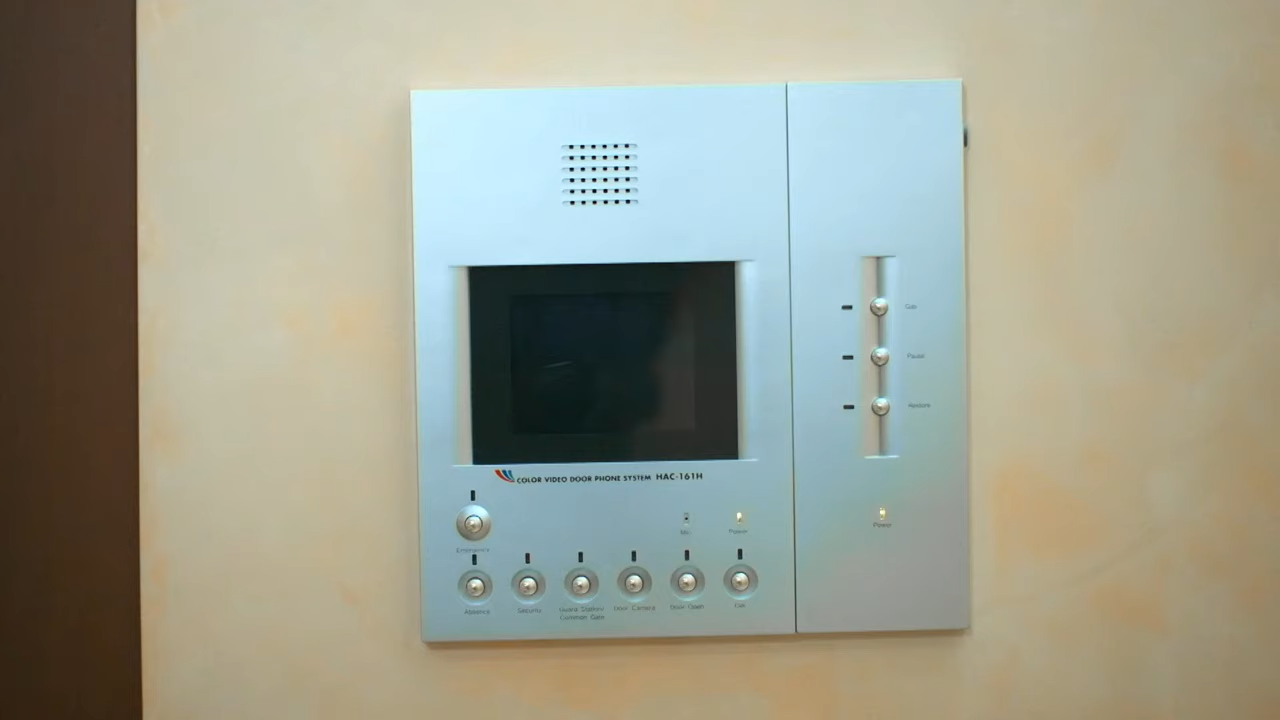 COLOR VIDEO DOOR PHONE SYSTEM HAC-161H
Mic
Power
Emergency
Absence
Security
Guard Station/
Common Gate
Door Camera
Door Open
Call
Gas
Pause
Restore
Power